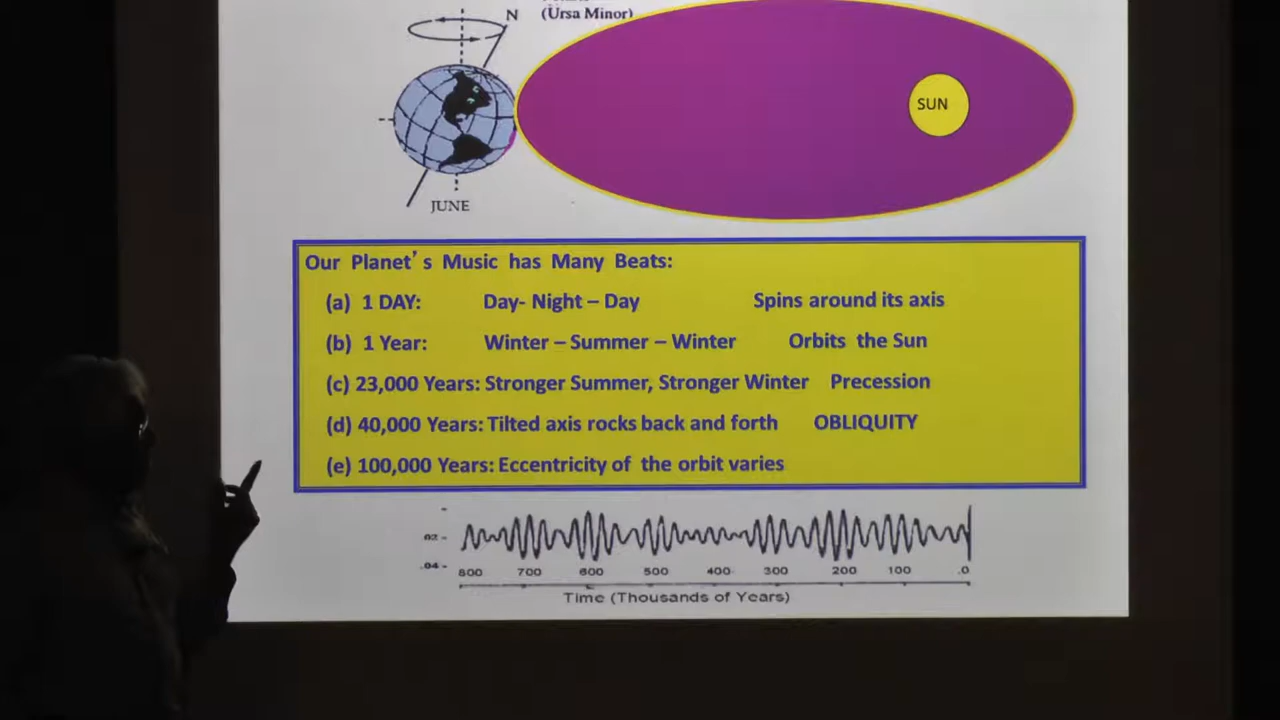 N
(Ursa Minor)
SUN
JUNE
Our Planet's Music has Many Beats:
(a) 1 DAY: Day- Night – Day Spins around its axis
(b) 1 Year: Winter – Summer – Winter Orbits the Sun
(c) 23,000 Years: Stronger Summer, Stronger Winter Precession
(d) 40,000 Years: Tilted axis rocks back and forth OBLIQUITY
(e) 100,000 Years: Eccentricity of the orbit varies
02 -
.04 -
800 700 600 500 400 300 200 100 .0
Time (Thousands of Years)